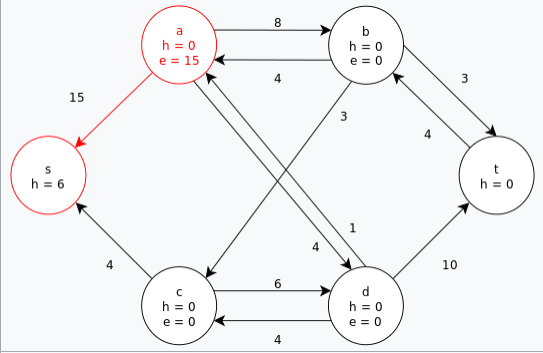 a
h = 0
e = 15
8
b
h = 0
e = 0
4
3
15
3
4
s
h = 6
t
h = 0
1
4
4
10
c
h = 0
e = 0
6
d
h = 0
e = 0
4